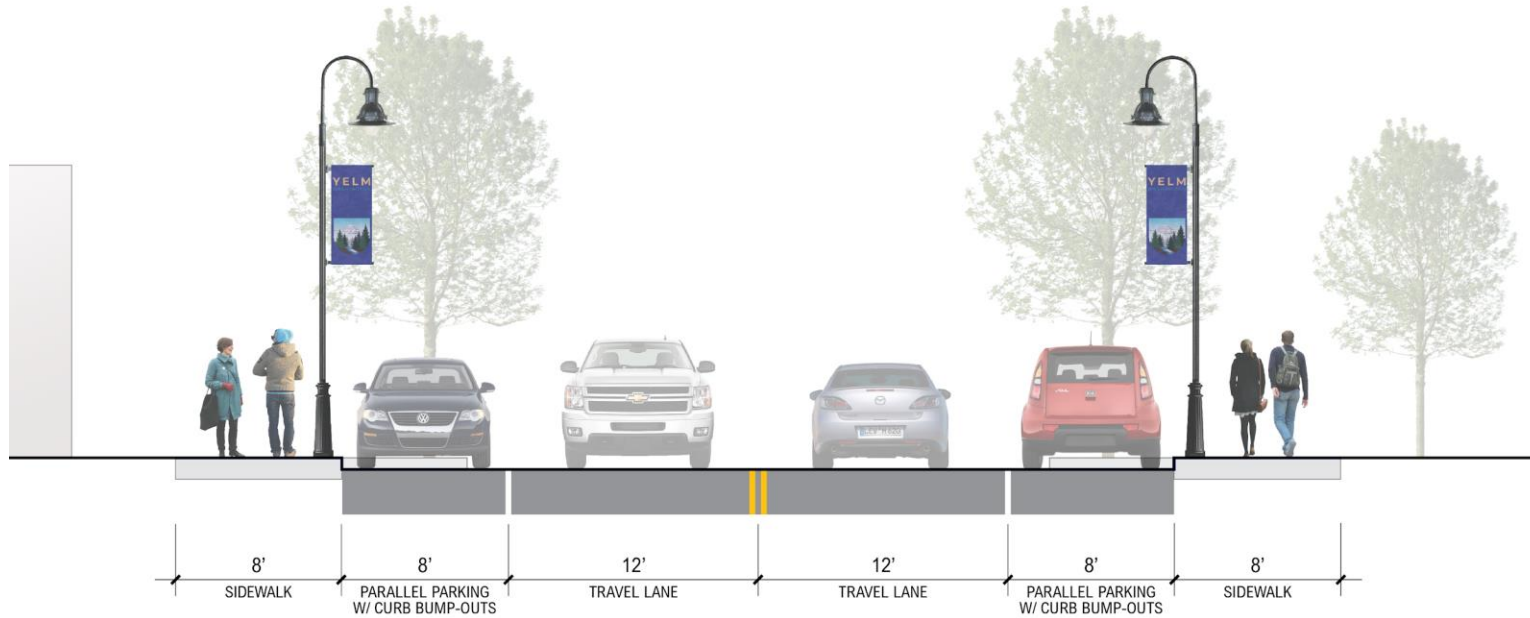 YELM
YELM
8'
SIDEWALK
8'
PARALLEL PARKING
W/ CURB BUMP-OUTS
12'
TRAVEL LANE
12'
TRAVEL LANE
8'
PARALLEL PARKING
W/ CURB BUMP-OUTS
8'
SIDEWALK